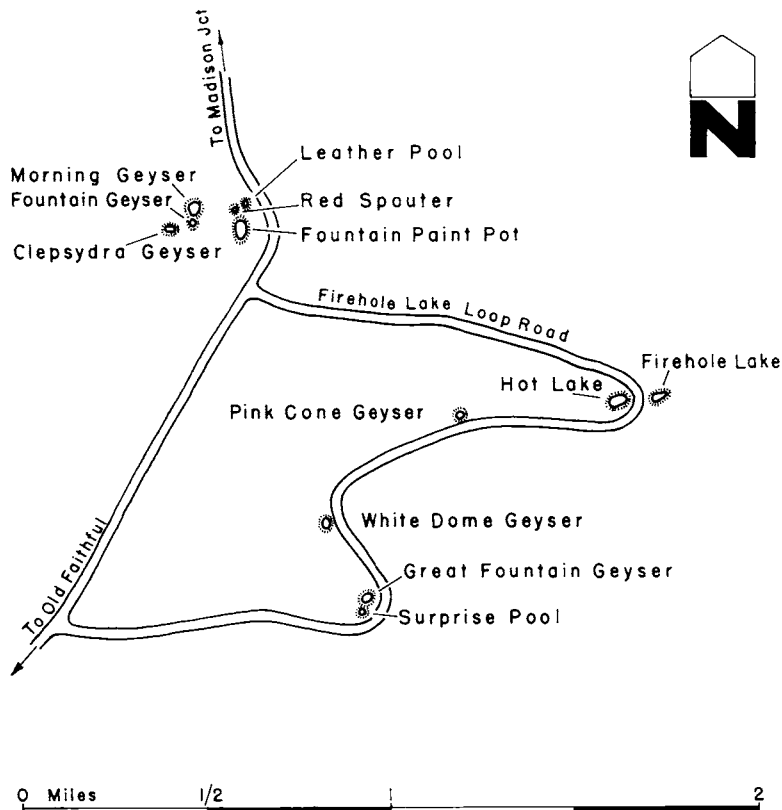 To Madison Jct
N
Leather Pool
Morning Geyser
Red Spouter
Fountain Geyser
Fountain Paint Pot
Clepsydra Geyser
Firehole Lake Loop Road
Firehole Lake
Hot Lake
Pink Cone Geyser
White Dome Geyser
Great Fountain Geyser
Surprise Pool
To Old Faithful
0 Miles 1/2 1 2